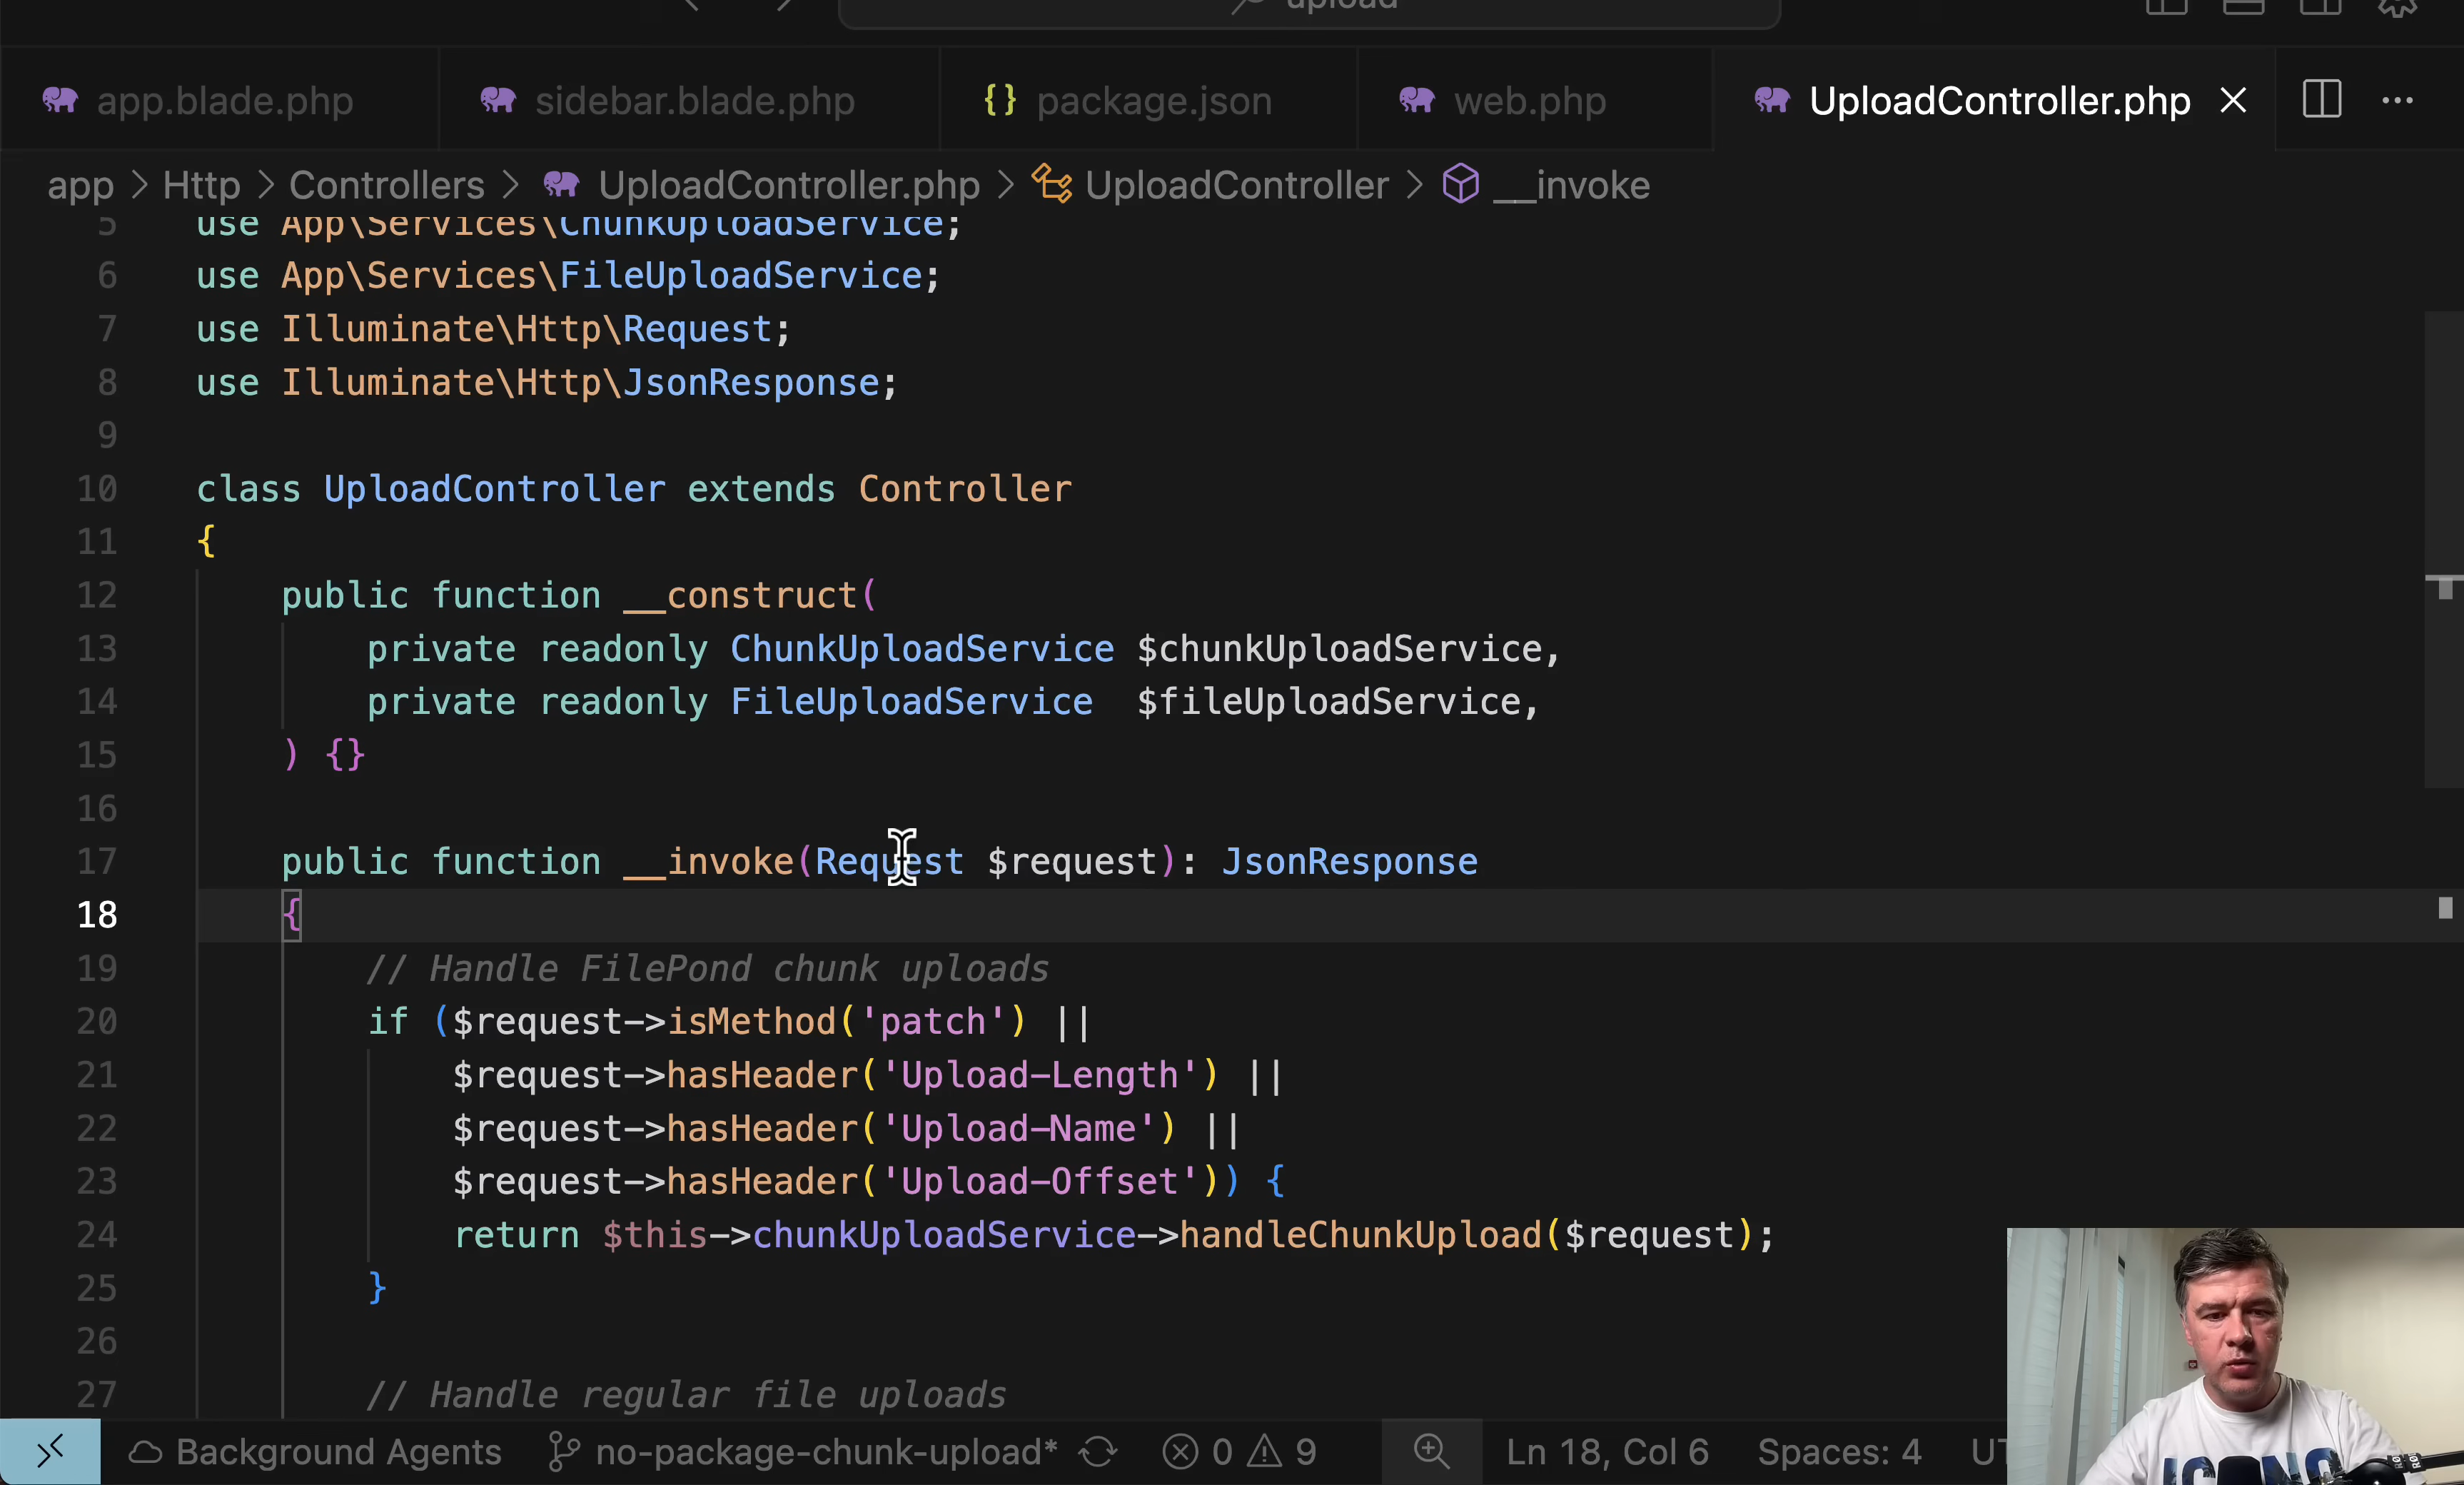 upload
app.blade.php
sidebar.blade.php
{} package.json
web.php
UploadController.php
app > Http > Controllers > UploadController.php > UploadController > __invoke
5 use App\Services\ChunkUploadService;
6 use App\Services\FileUploadService;
7 use Illuminate\Http\Request;
8 use Illuminate\Http\JsonResponse;
9
10 class UploadController extends Controller
11 {
12 public function __construct(
13 private readonly ChunkUploadService $chunkUploadService,
14 private readonly FileUploadService $fileUploadService,
15 ) {}
16
17 public function __invoke(Request $request): JsonResponse
18 {
19 // Handle FilePond chunk uploads
20 if ($request->isMethod('patch') ||
21 $request->hasHeader('Upload-Length') ||
22 $request->hasHeader('Upload-Name') ||
23 $request->hasHeader('Upload-Offset')) {
24 return $this->chunkUploadService->handleChunkUpload($request);
25 }
26
27 // Handle regular file uploads
Background Agents no-package-chunk-upload* 0 9 Ln 18, Col 6 Spaces: 4